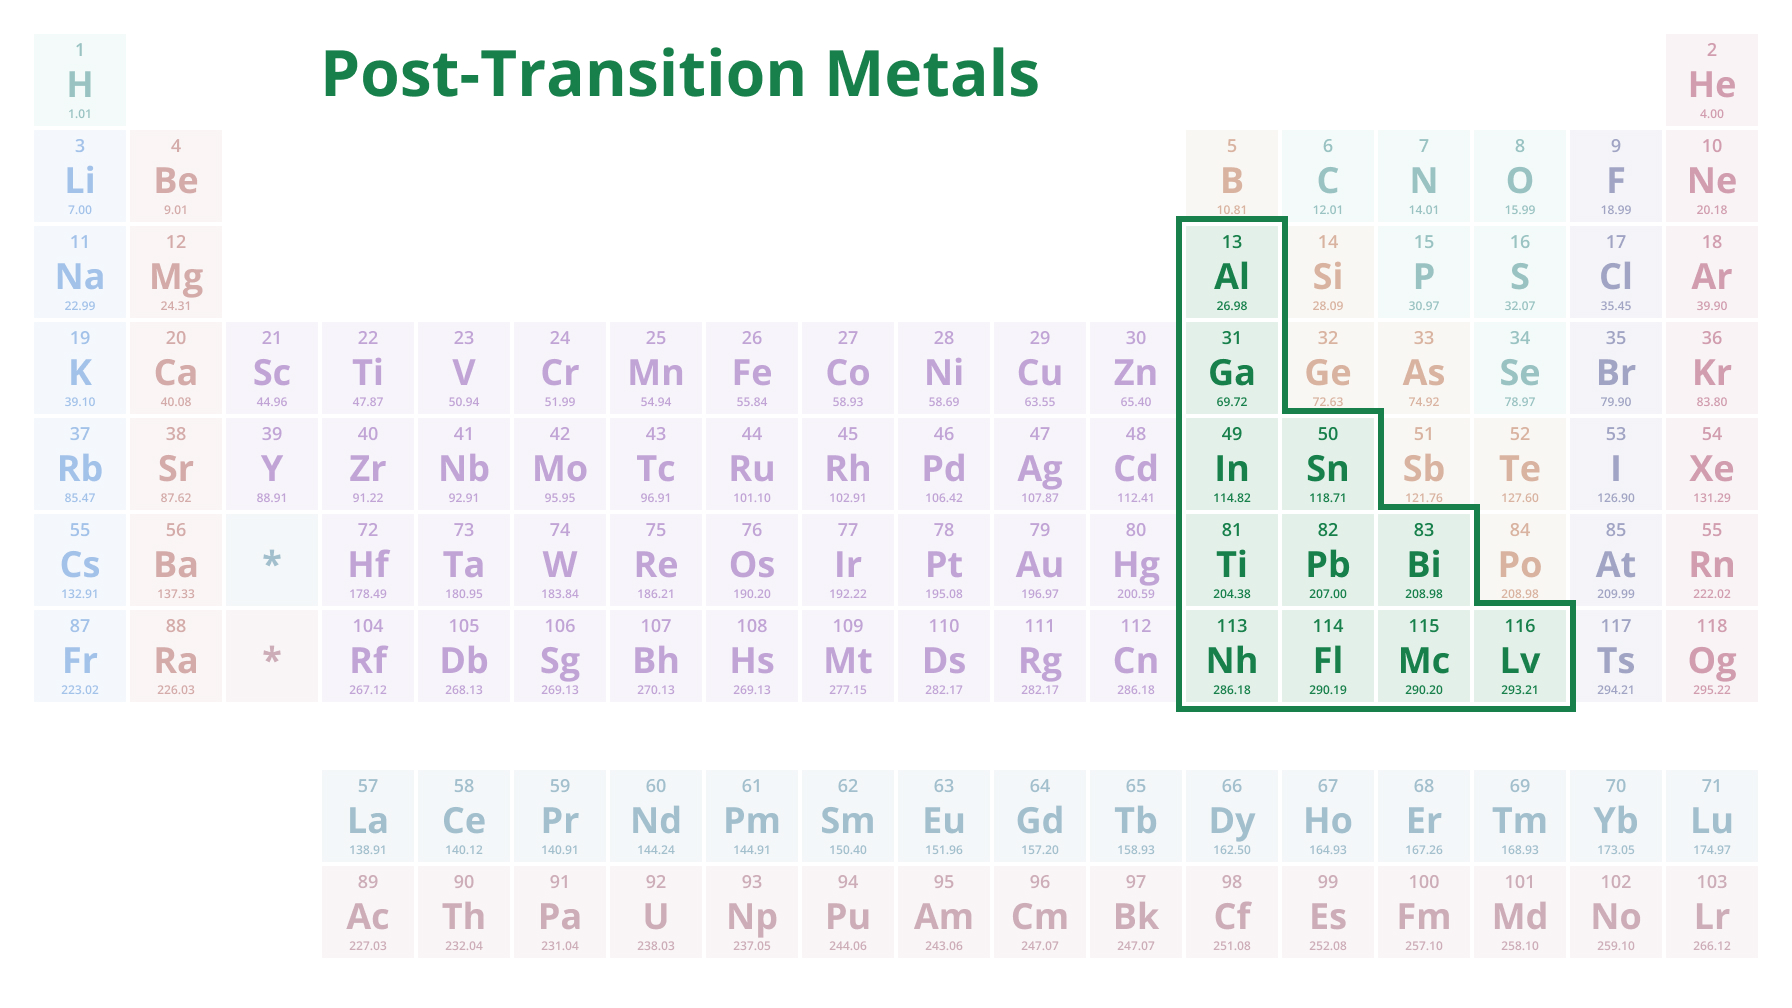 Post-Transition Metals
1 2
H He
1.01 4.00
3 4 5 6 7 8 9 10
Li Be B C N O F Ne
7.00 9.01 10.81 12.01 14.01 15.99 18.99 20.18
11 12 13 14 15 16 17 18
Na Mg Al Si P S Cl Ar
22.99 24.31 26.98 28.09 30.97 32.07 35.45 39.90
19 20 21 22 23 24 25 26 27 28 29 30 31 32 33 34 35 36
K Ca Sc Ti V Cr Mn Fe Co Ni Cu Zn Ga Ge As Se Br Kr
39.10 40.08 44.96 47.87 50.94 51.99 54.94 55.84 58.93 58.69 63.55 65.40 69.72 72.63 74.92 78.97 79.90 83.80
37 38 39 40 41 42 43 44 45 46 47 48 49 50 51 52 53 54
Rb Sr Y Zr Nb Mo Tc Ru Rh Pd Ag Cd In Sn Sb Te I Xe
85.47 87.62 88.91 91.22 92.91 95.95 96.91 101.10 102.91 106.42 107.87 112.41 114.82 118.71 121.76 127.60 126.90 131.29
55 56 72 73 74 75 76 77 78 79 80 81 82 83 84 85 55
Cs Ba * Hf Ta W Re Os Ir Pt Au Hg Ti Pb Bi Po At Rn
132.91 137.33 178.49 180.95 183.84 186.21 190.20 192.22 195.08 196.97 200.59 204.38 207.00 208.98 208.98 209.99 222.02
87 88 104 105 106 107 108 109 110 111 112 113 114 115 116 117 118
Fr Ra * Rf Db Sg Bh Hs Mt Ds Rg Cn Nh Fl Mc Lv Ts Og
223.02 226.03 267.12 268.13 269.13 270.13 269.13 277.15 282.17 282.17 286.18 286.18 290.19 290.20 293.21 294.21 295.22
57 58 59 60 61 62 63 64 65 66 67 68 69 70 71
La Ce Pr Nd Pm Sm Eu Gd Tb Dy Ho Er Tm Yb Lu
138.91 140.12 140.91 144.24 144.91 150.40 151.96 157.20 158.93 162.50 164.93 167.26 168.93 173.05 174.97
89 90 91 92 93 94 95 96 97 98 99 100 101 102 103
Ac Th Pa U Np Pu Am Cm Bk Cf Es Fm Md No Lr
227.03 232.04 231.04 238.03 237.05 244.06 243.06 247.07 247.07 251.08 252.08 257.10 258.10 259.10 266.12